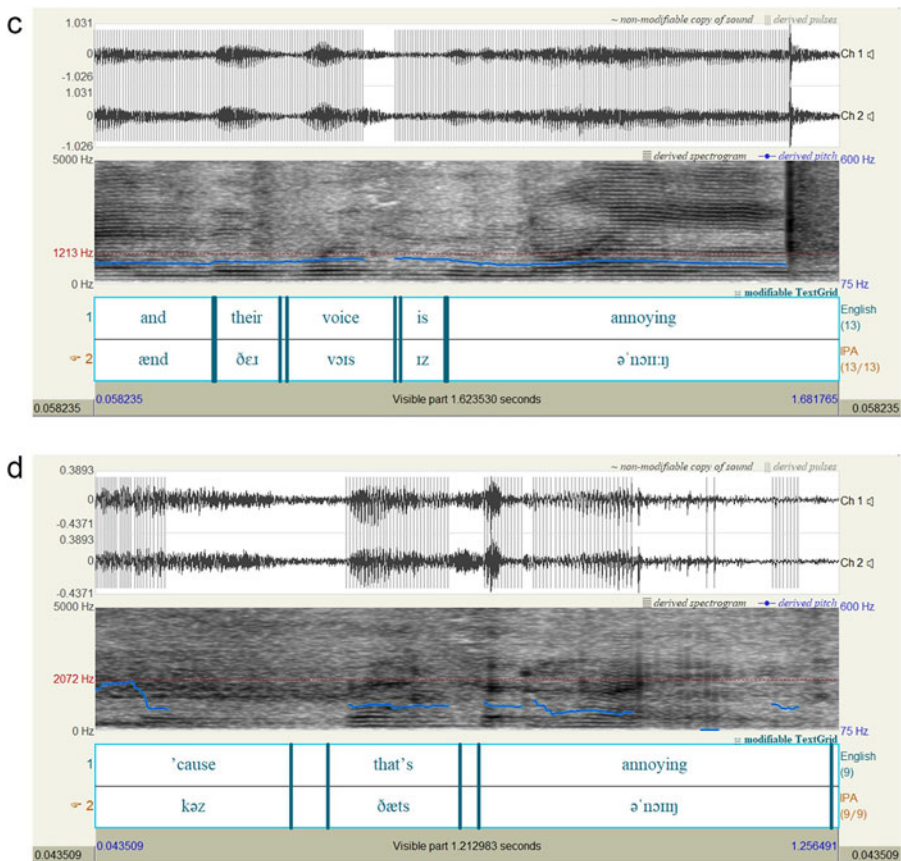 c
1.031
~ non-modifiable copy of sound ||| derived pulses
0
Ch 1
-1.026
1.031
0
Ch 2
-1.026
5000 Hz
derived spectrogram derived pitch
600 Hz
1213 Hz
0 Hz
75 Hz
modifiable TextGrid
1 and their voice is annoying English (13)
2 ænd ðɛɪ vɔɪs ɪz əˈnɔɪɪːŋ IPA (13/13)
0.058235 0.058235 Visible part 1.623530 seconds 1.681765 0.058235
d
0.3893
~ non-modifiable copy of sound ||| derived pulses
0
Ch 1
-0.4371
0.3893
0
Ch 2
-0.4371
5000 Hz
derived spectrogram derived pitch
600 Hz
2072 Hz
0 Hz
75 Hz
modifiable TextGrid
1 ’cause that's annoying English (9)
2 kəz ðæts əˈnɔɪɪŋ IPA (9/9)
0.043509 0.043509 Visible part 1.212983 seconds 1.256491 0.043509